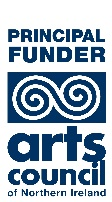 PRINCIPAL
FUNDER
arts
council
of Northern Ireland